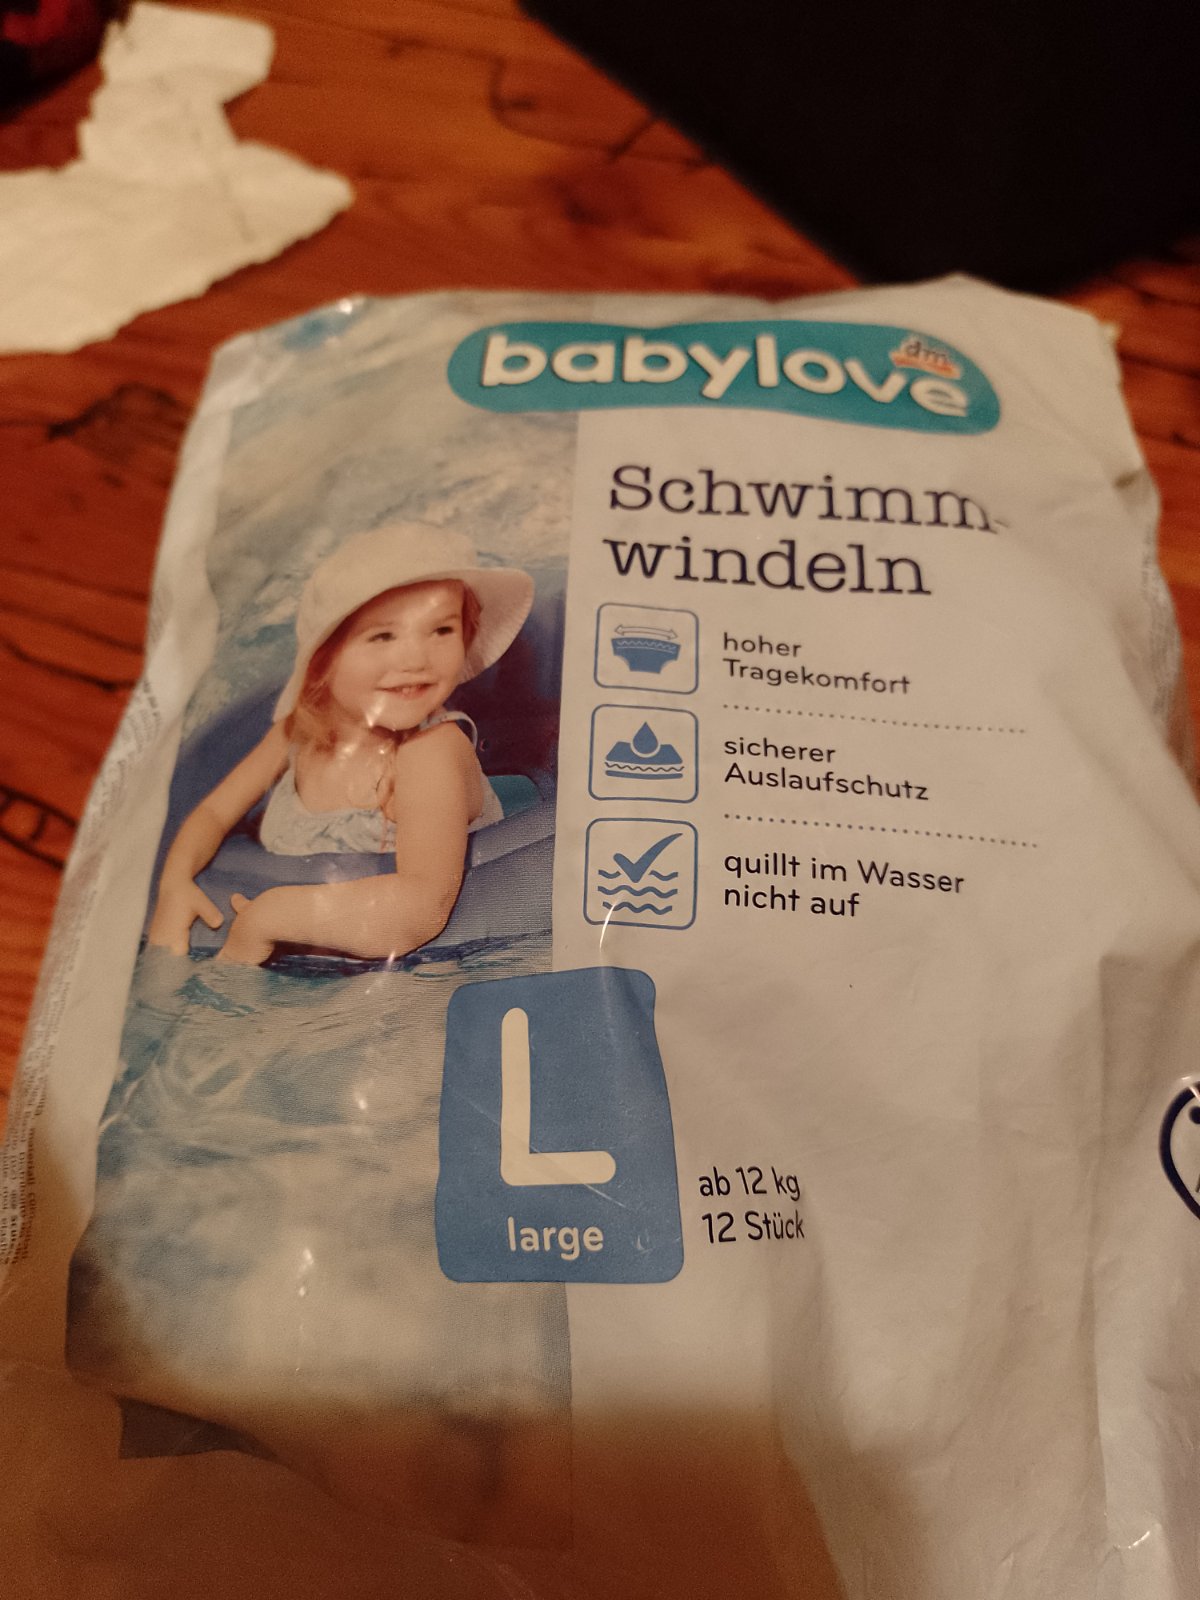 babylove
dm
Schwimm-
windeln
hoher
Tragekomfort
sicherer
Auslaufschutz
quillt im Wasser
nicht auf
L
large
ab 12 kg
12 Stück